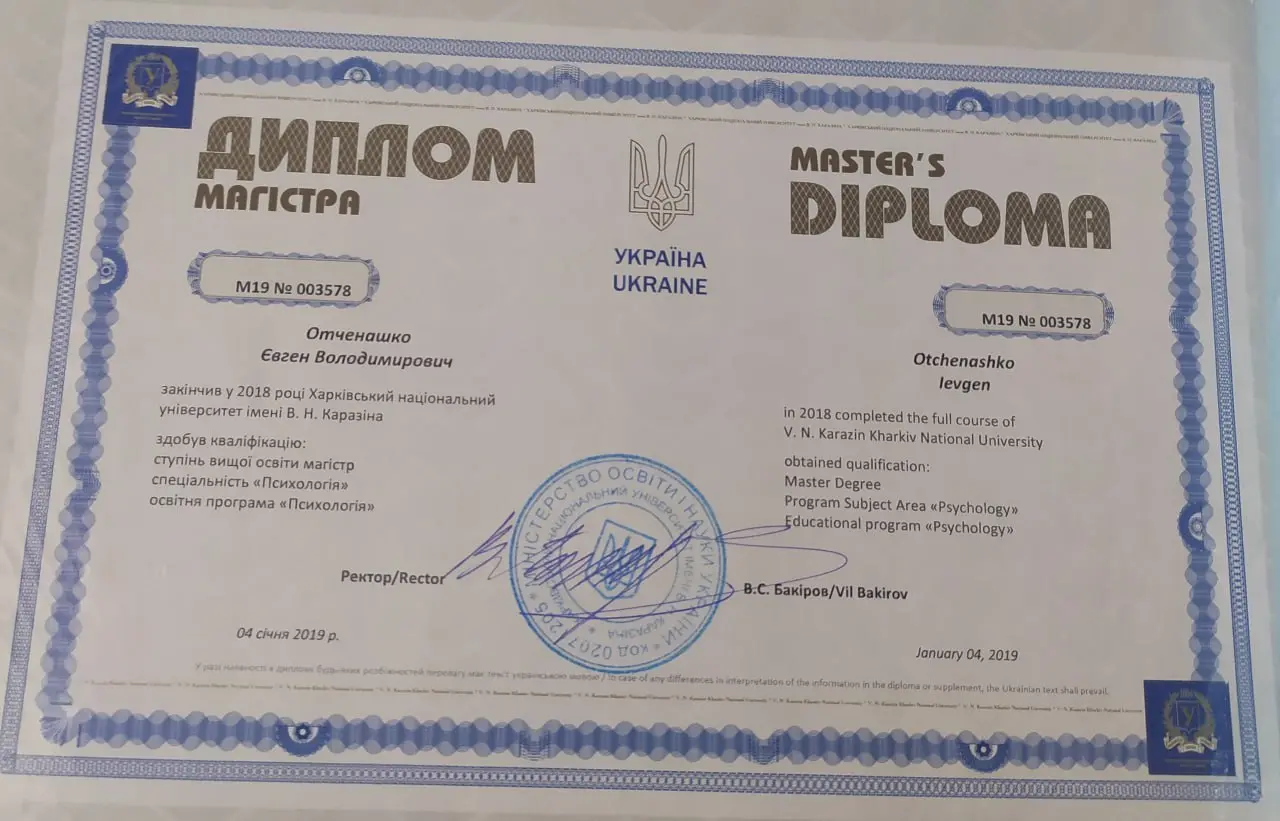 ДИПЛОМ
МАГІСТРА
М19 № 003578
Отченашко
Євген Володимирович
закінчив у 2018 році Харківський національний
університет імені В. Н. Каразіна
здобув кваліфікацію:
ступінь вищої освіти магістр
спеціальність «Психологія»
освітня програма «Психологія»
УКРАЇНА
UKRAINE
MASTER'S
DIPLOMA
М19 № 003578
Otchenashko
Ievgen
in 2018 completed the full course of
V. N. Karazin Kharkiv National University
obtained qualification:
Master Degree
Program Subject Area «Psychology»
Educational program «Psychology»
МІНІСТЕРСТВО ОСВІТИ І НАУКИ УКРАЇНИ * КОД 0207 1205 *
Ректор/Rector
В.С. Бакіров/Vil Bakirov
04 січня 2019 р.
January 04, 2019
У разі наявності в дипломі будь-яких розбіжностей перевагу має текст українською мовою / In case of any differences in interpretation of the information in the diploma or supplement, the Ukrainian text shall prevail.